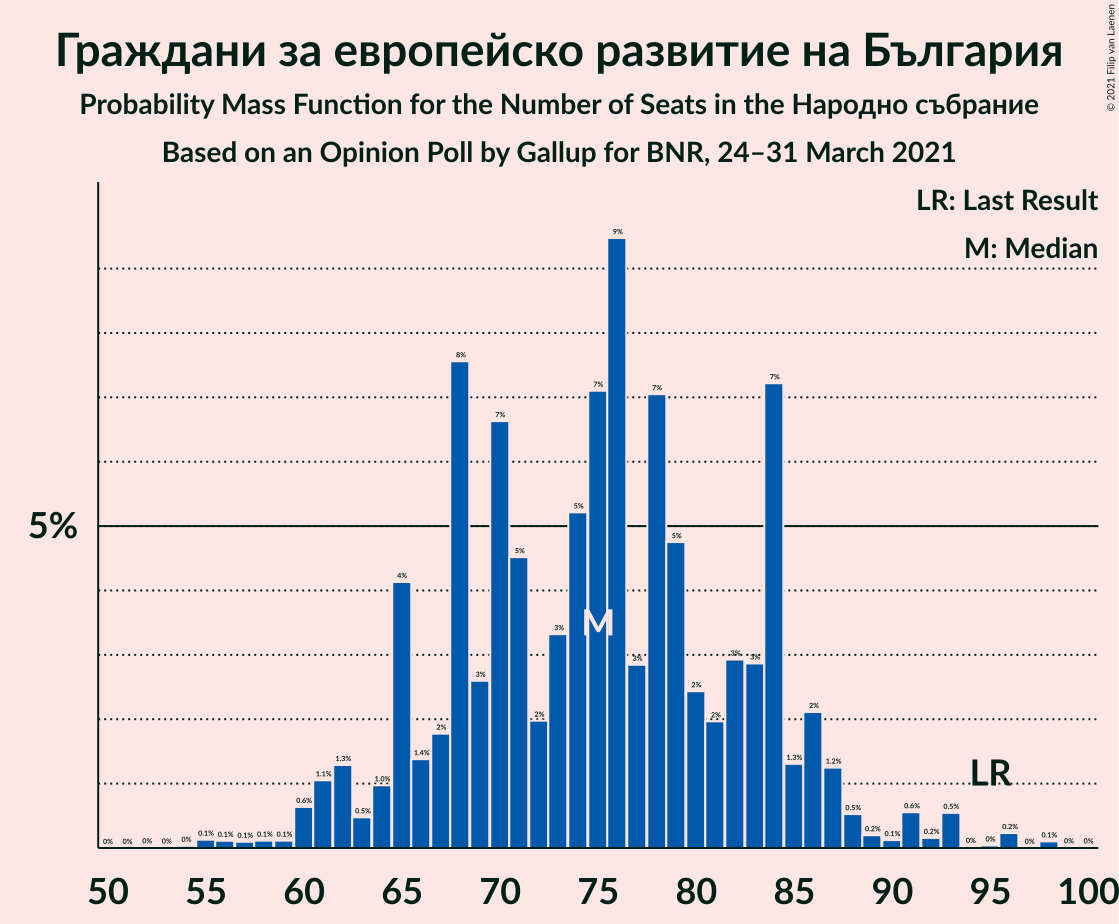 Граждани за европейско развитие на България
Probability Mass Function for the Number of Seats in the Народно събрание
Based on an Opinion Poll by Gallup for BNR, 24–31 March 2021
© 2021 Filip van Laenen
LR: Last Result
M: Median
5%
0% 0% 0% 0% 0% 0.1% 0.1% 0.1% 0.1% 0.1% 0.6% 1.1% 1.3% 0.5% 1.0% 4% 1.4% 2% 8% 3% 7% 5% 2% 3% 5% 7% 9% 3% 7% 5% 2% 2% 3% 3% 7% 1.3% 2% 1.2% 0.5% 0.2% 0.1% 0.6% 0.2% 0.5% 0% 0% 0.2% 0% 0.1% 0% 0%
M
LR
50 55 60 65 70 75 80 85 90 95 100